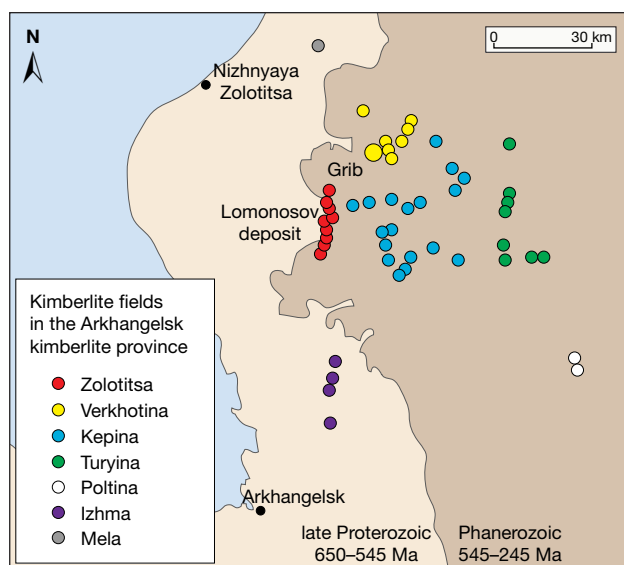 N
0 30 km
Nizhnyaya
Zolotitsa
Grib
Lomonosov
deposit
Kimberlite fields
in the Arkhangelsk
kimberlite province
Zolotitsa
Verkhotina
Kepina
Turyina
Poltina
Izhma
Mela
Arkhangelsk
late Proterozoic
650–545 Ma
Phanerozoic
545–245 Ma